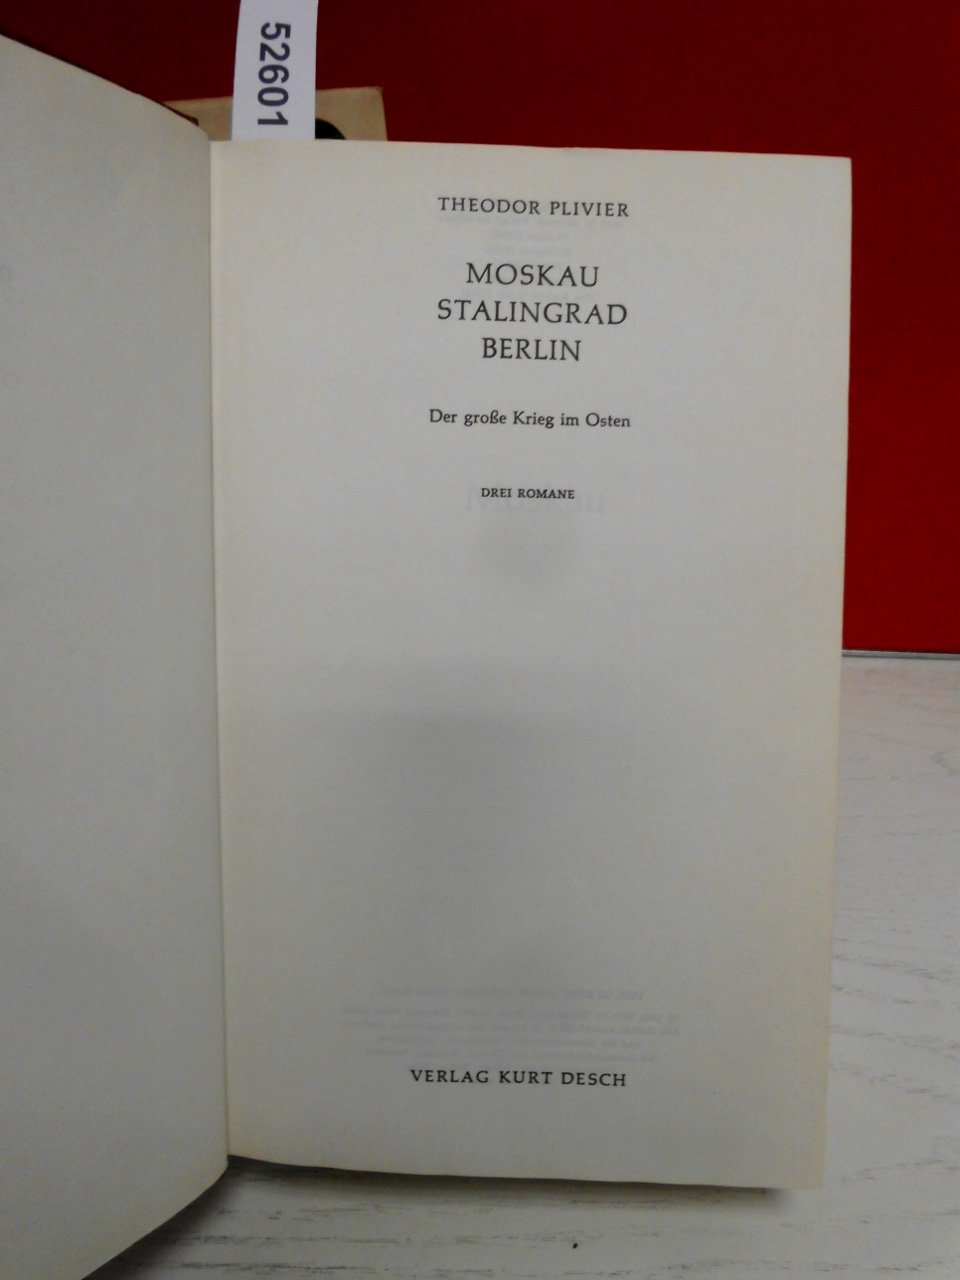 52601
THEODOR PLIVIER
MOSKAU
STALINGRAD
BERLIN
Der große Krieg im Osten
DREI ROMANE
VERLAG KURT DESCH